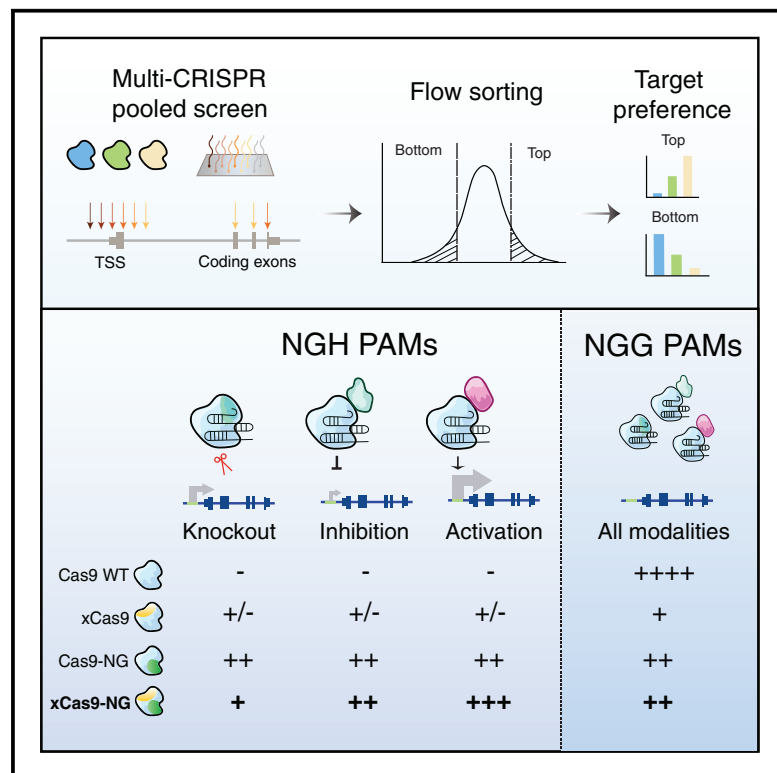 Multi-CRISPR
pooled screen
Flow sorting
Target
preference
Bottom
Top
Top
Bottom
TSS
Coding exons
NGH PAMs
NGG PAMs
Knockout
Inhibition
Activation
All modalities
Cas9 WT - - - ++++
xCas9 +/- +/- +/- +
Cas9-NG ++ ++ ++ ++
xCas9-NG + ++ +++ ++